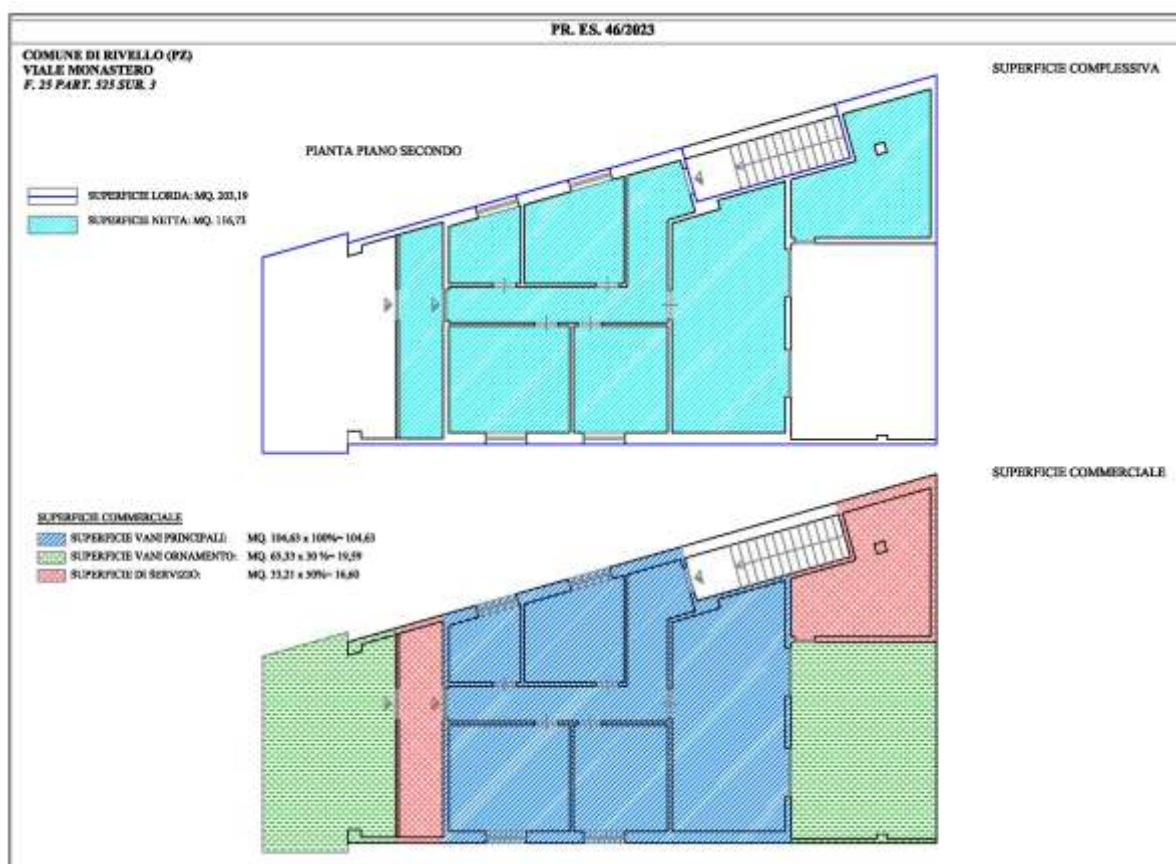 PR. ES. 46/2023
COMUNE DI RIVELLO (PZ)
VIALE MONASTERO
F. 25 PART. 525 SUB. 3
SUPERFICIE COMPLESSIVA
PIANTA PIANO SECONDO
SUPERFICIE LORDA: MQ. 203,19
SUPERFICIE NETTA: MQ. 116,73
SUPERFICIE COMMERCIALE
SUPERFICIE COMMERCIALE
SUPERFICIE VANI PRINCIPALI: MQ. 104,63 x 100%= 104,63
SUPERFICIE VANI ORNAMENTO: MQ. 65,33 x 30 %= 19,59
SUPERFICIE DI SERVIZIO: MQ. 33,21 x 50%= 16,60